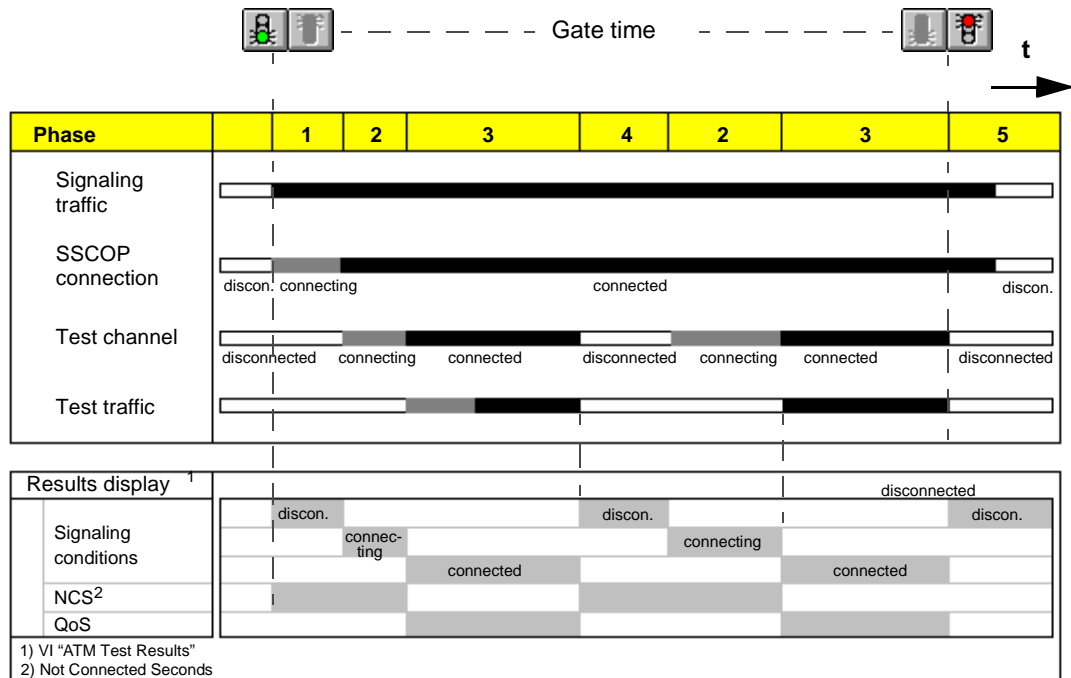 Gate time
t
Phase 1 2 3 4 2 3 5
Signaling
traffic
SSCOP
connection
discon. connecting connected discon.
Test channel
disconnected connecting connected disconnected connecting connected disconnected
Test traffic
Results display 1
disconnected
discon. discon. discon.
Signaling
conditions
connec-
ting
connecting
connected connected
NCS2
QoS
1) VI “ATM Test Results”
2) Not Connected Seconds